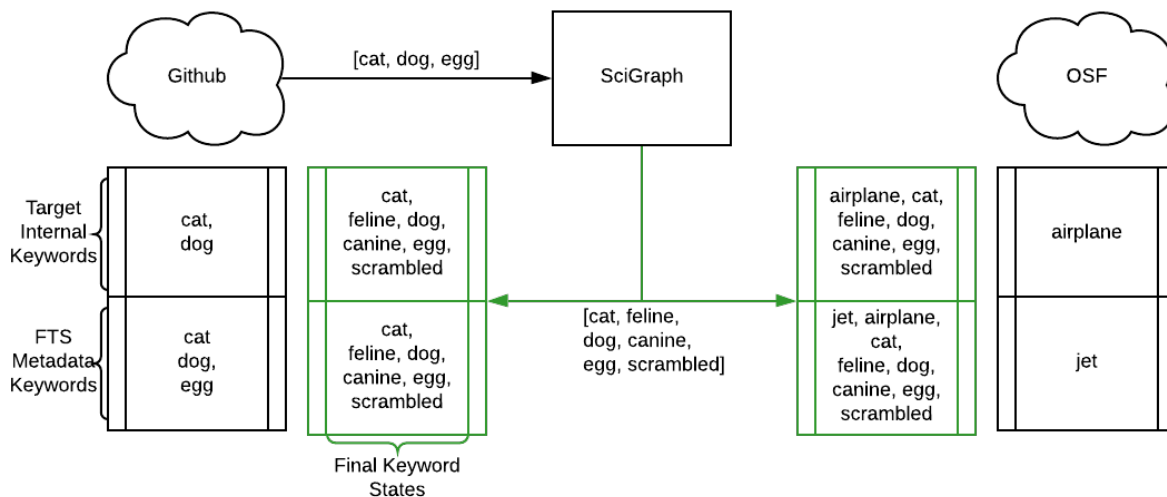 Github
[cat, dog, egg]
SciGraph
OSF
Target
Internal
Keywords
cat,
dog
cat,
feline, dog,
canine, egg,
scrambled
airplane, cat,
feline, dog,
canine, egg,
scrambled
airplane
FTS
Metadata
Keywords
cat
dog,
egg
cat,
feline, dog,
canine, egg,
scrambled
[cat, feline,
dog, canine,
egg, scrambled]
jet, airplane,
cat,
feline, dog,
canine, egg,
scrambled
jet
Final Keyword
States